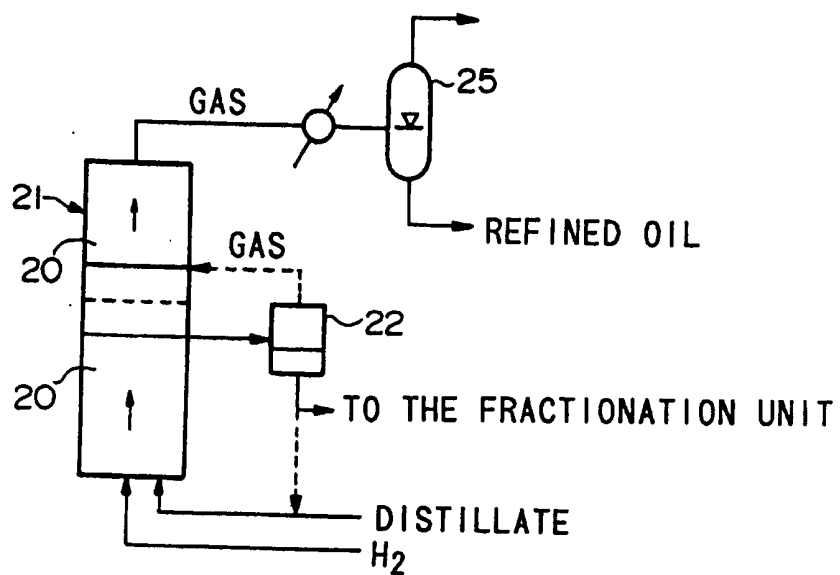 25
GAS
21
REFINED OIL
20
GAS
22
20
TO THE FRACTIONATION UNIT
DISTILLATE
H2